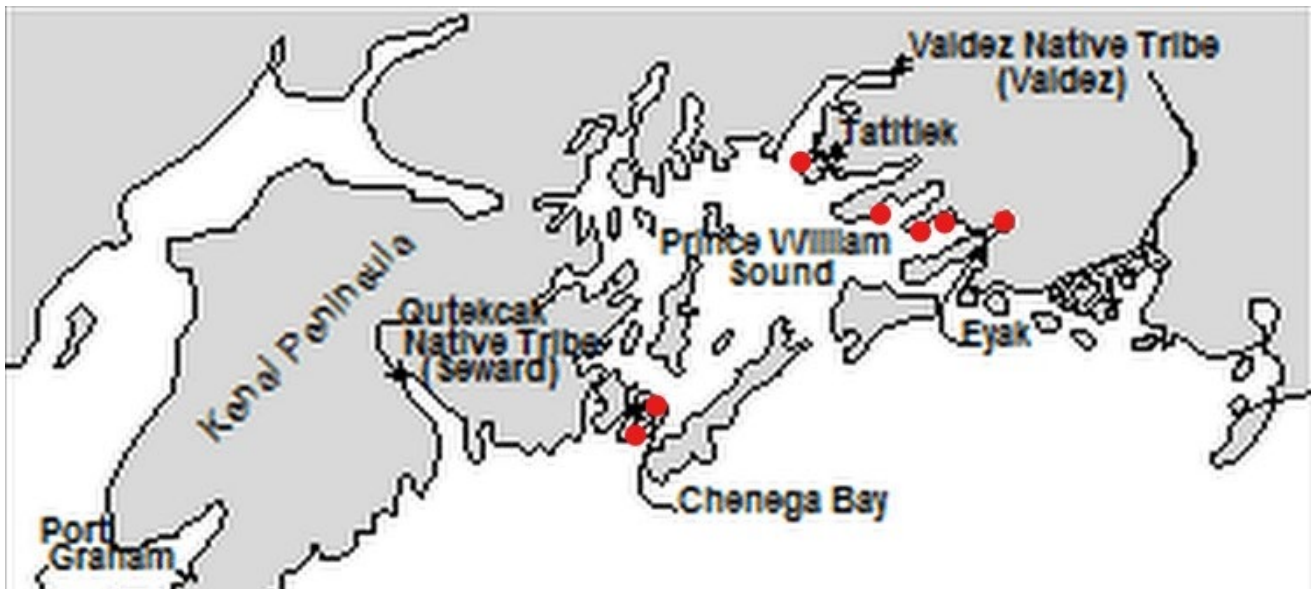 Valdez Native Tribe
(Valdez)
Tatitlek
Prince William
Sound
Kenai Peninsula
Qutekcak
Native Tribe
(Seward)
Eyak
Chenega Bay
Port
Graham